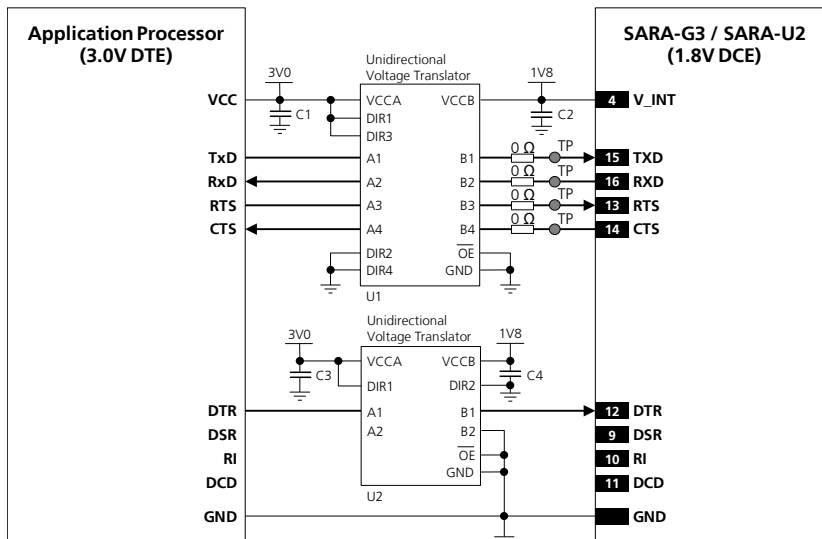 Application Processor
(3.0V DTE)
SARA-G3 / SARA-U2
(1.8V DCE)
Unidirectional
Voltage Translator
3V0
1V8
VCC
VCCA
VCCB
4
V_INT
C1
DIR1
C2
DIR3
0 Ω
TP
TxD
A1
B1
15
TXD
0 Ω
TP
RxD
A2
B2
16
RXD
0 Ω
TP
RTS
A3
B3
13
RTS
0 Ω
TP
CTS
A4
B4
14
CTS
DIR2
OE
DIR4
GND
U1
Unidirectional
Voltage Translator
3V0
1V8
VCCA
VCCB
C3
DIR1
DIR2
C4
DTR
A1
B1
12
DTR
DSR
A2
B2
9
DSR
RI
OE
10
RI
GND
DCD
11
DCD
U2
GND
GND